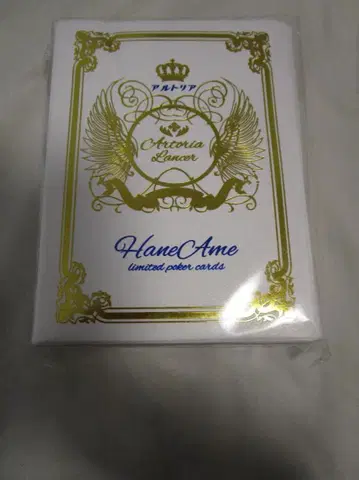 アルトリア
Artoria
Lancer
HaneAme
limited poker cards